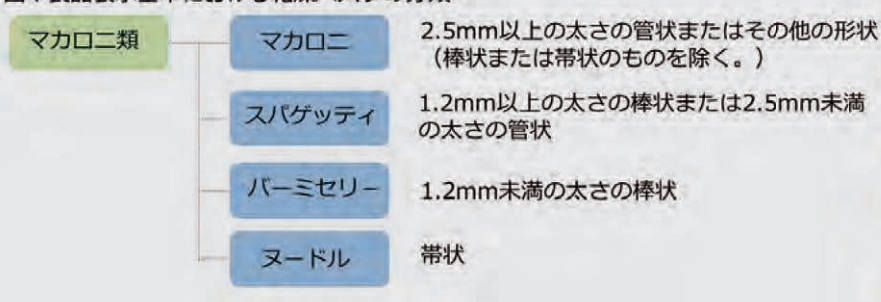 マカロニ類
マカロニ
2.5mm以上の太さの管状またはその他の形状
（棒状または帯状のものを除く。）
スパゲッティ
1.2mm以上の太さの棒状または2.5mm未満
の太さの管状
バーミセリー
1.2mm未満の太さの棒状
ヌードル
帯状